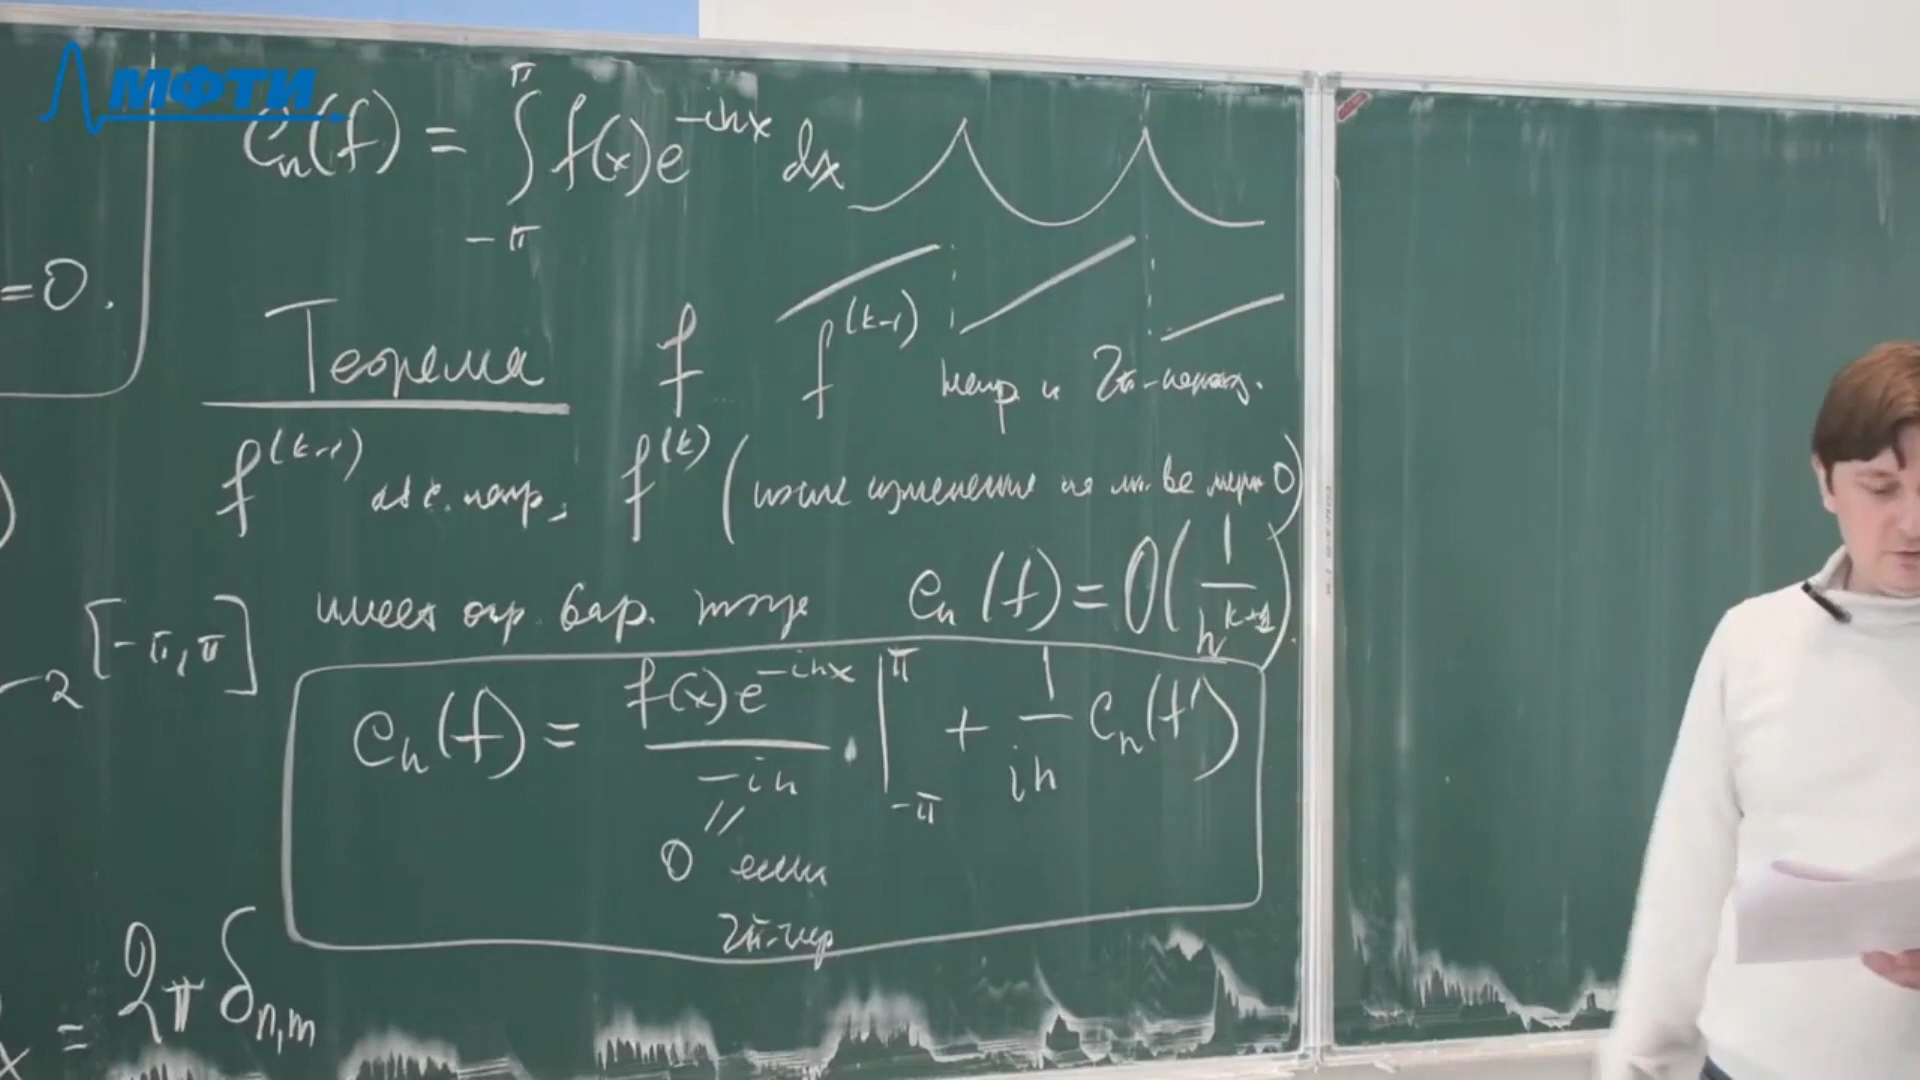 МФТИ
c_n(f) = ∫_{-π}^{π} f(x)e^{-inx} dx
=0.
Теорема f f^{(k-1)} непр и 2π-период.
f^{(k-1)} абс. непр., f^{(k)} (после изменения на мн-ве меры 0)
имеет огр. вар. тогда c_n(f) = O(1/n^{k+1}).
2 [-π, π]
c_n(f) = f(x)e^{-inx}/(-in) · |_{-π}^{π} + 1/(in) c_n(f')
"
0 если
2π-пер
x = 2π δ_{n,m}